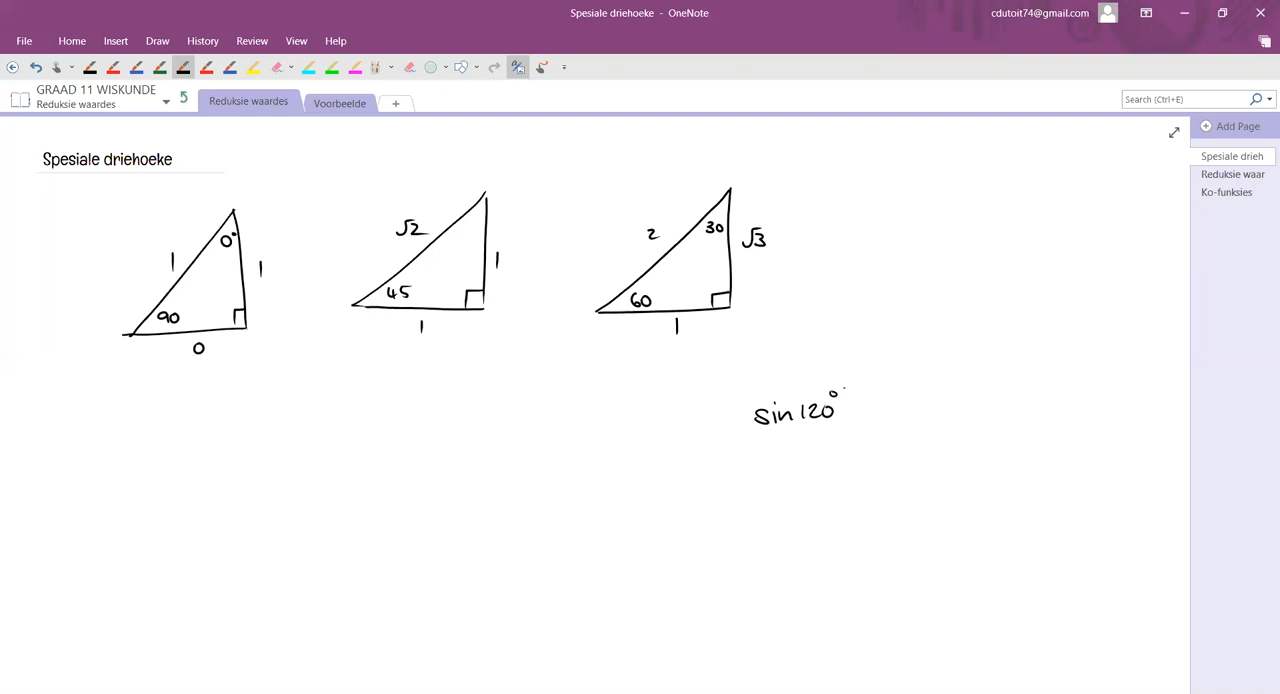 Spesiale driehoeke - OneNote
cdutoit74@gmail.com
File Home Insert Draw History Review View Help
GRAAD 11 WISKUNDE
Reduksie waardes
Reduksie waardes
Voorbeelde
+
Search (Ctrl+E)
Add Page
Spesiale drieh
Reduksie waar
Ko-funksies
Spesiale driehoeke
0°
1
1
90
0
√2
45
1
1
2
30
√3
60
1
sin 120°